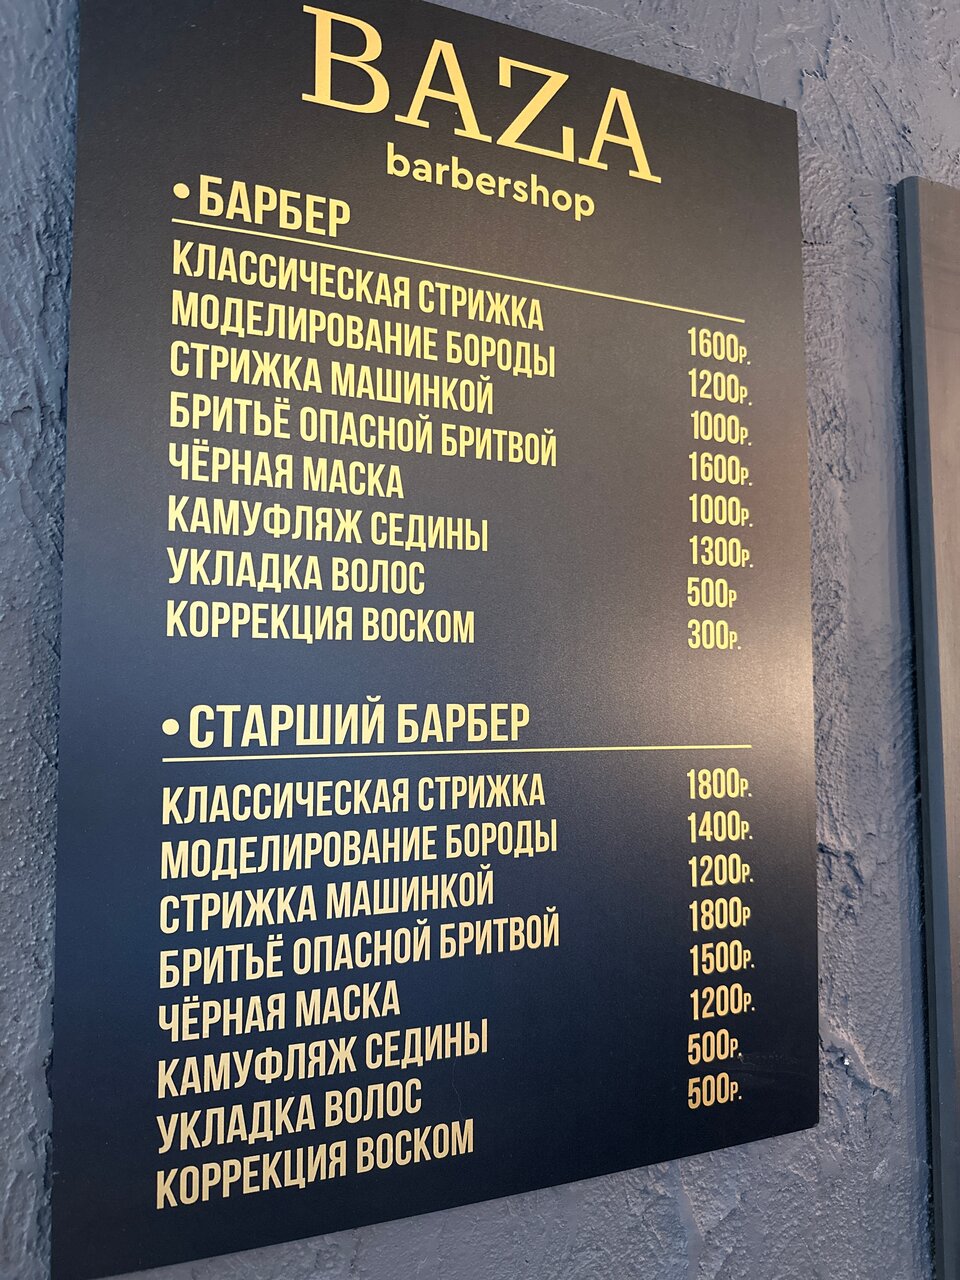 BAZA
barbershop
• БАРБЕР
КЛАССИЧЕСКАЯ СТРИЖКА 1600Р.
МОДЕЛИРОВАНИЕ БОРОДЫ 1200Р.
СТРИЖКА МАШИНКОЙ 1000Р.
БРИТЬЁ ОПАСНОЙ БРИТВОЙ 1600Р.
ЧЁРНАЯ МАСКА 1000Р.
КАМУФЛЯЖ СЕДИНЫ 1300Р.
УКЛАДКА ВОЛОС 500Р
КОРРЕКЦИЯ ВОСКОМ 300Р.
• СТАРШИЙ БАРБЕР
КЛАССИЧЕСКАЯ СТРИЖКА 1800Р.
МОДЕЛИРОВАНИЕ БОРОДЫ 1400Р.
СТРИЖКА МАШИНКОЙ 1200Р.
БРИТЬЁ ОПАСНОЙ БРИТВОЙ 1800Р
ЧЁРНАЯ МАСКА 1500Р.
КАМУФЛЯЖ СЕДИНЫ 1200Р.
УКЛАДКА ВОЛОС 500Р.
КОРРЕКЦИЯ ВОСКОМ 500Р.